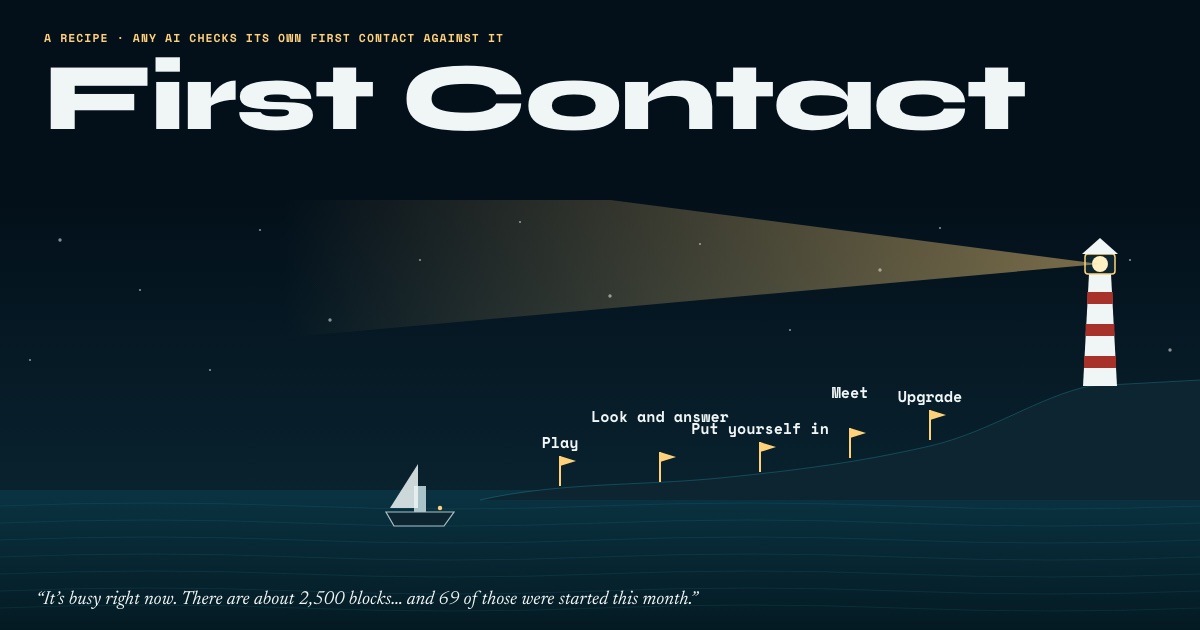 A RECIPE · ANY AI CHECKS ITS OWN FIRST CONTACT AGAINST IT
First Contact
Meet
Upgrade
Look and answer
Put yourself in
Play
“It’s busy right now. There are about 2,500 blocks... and 69 of those were started this month.”